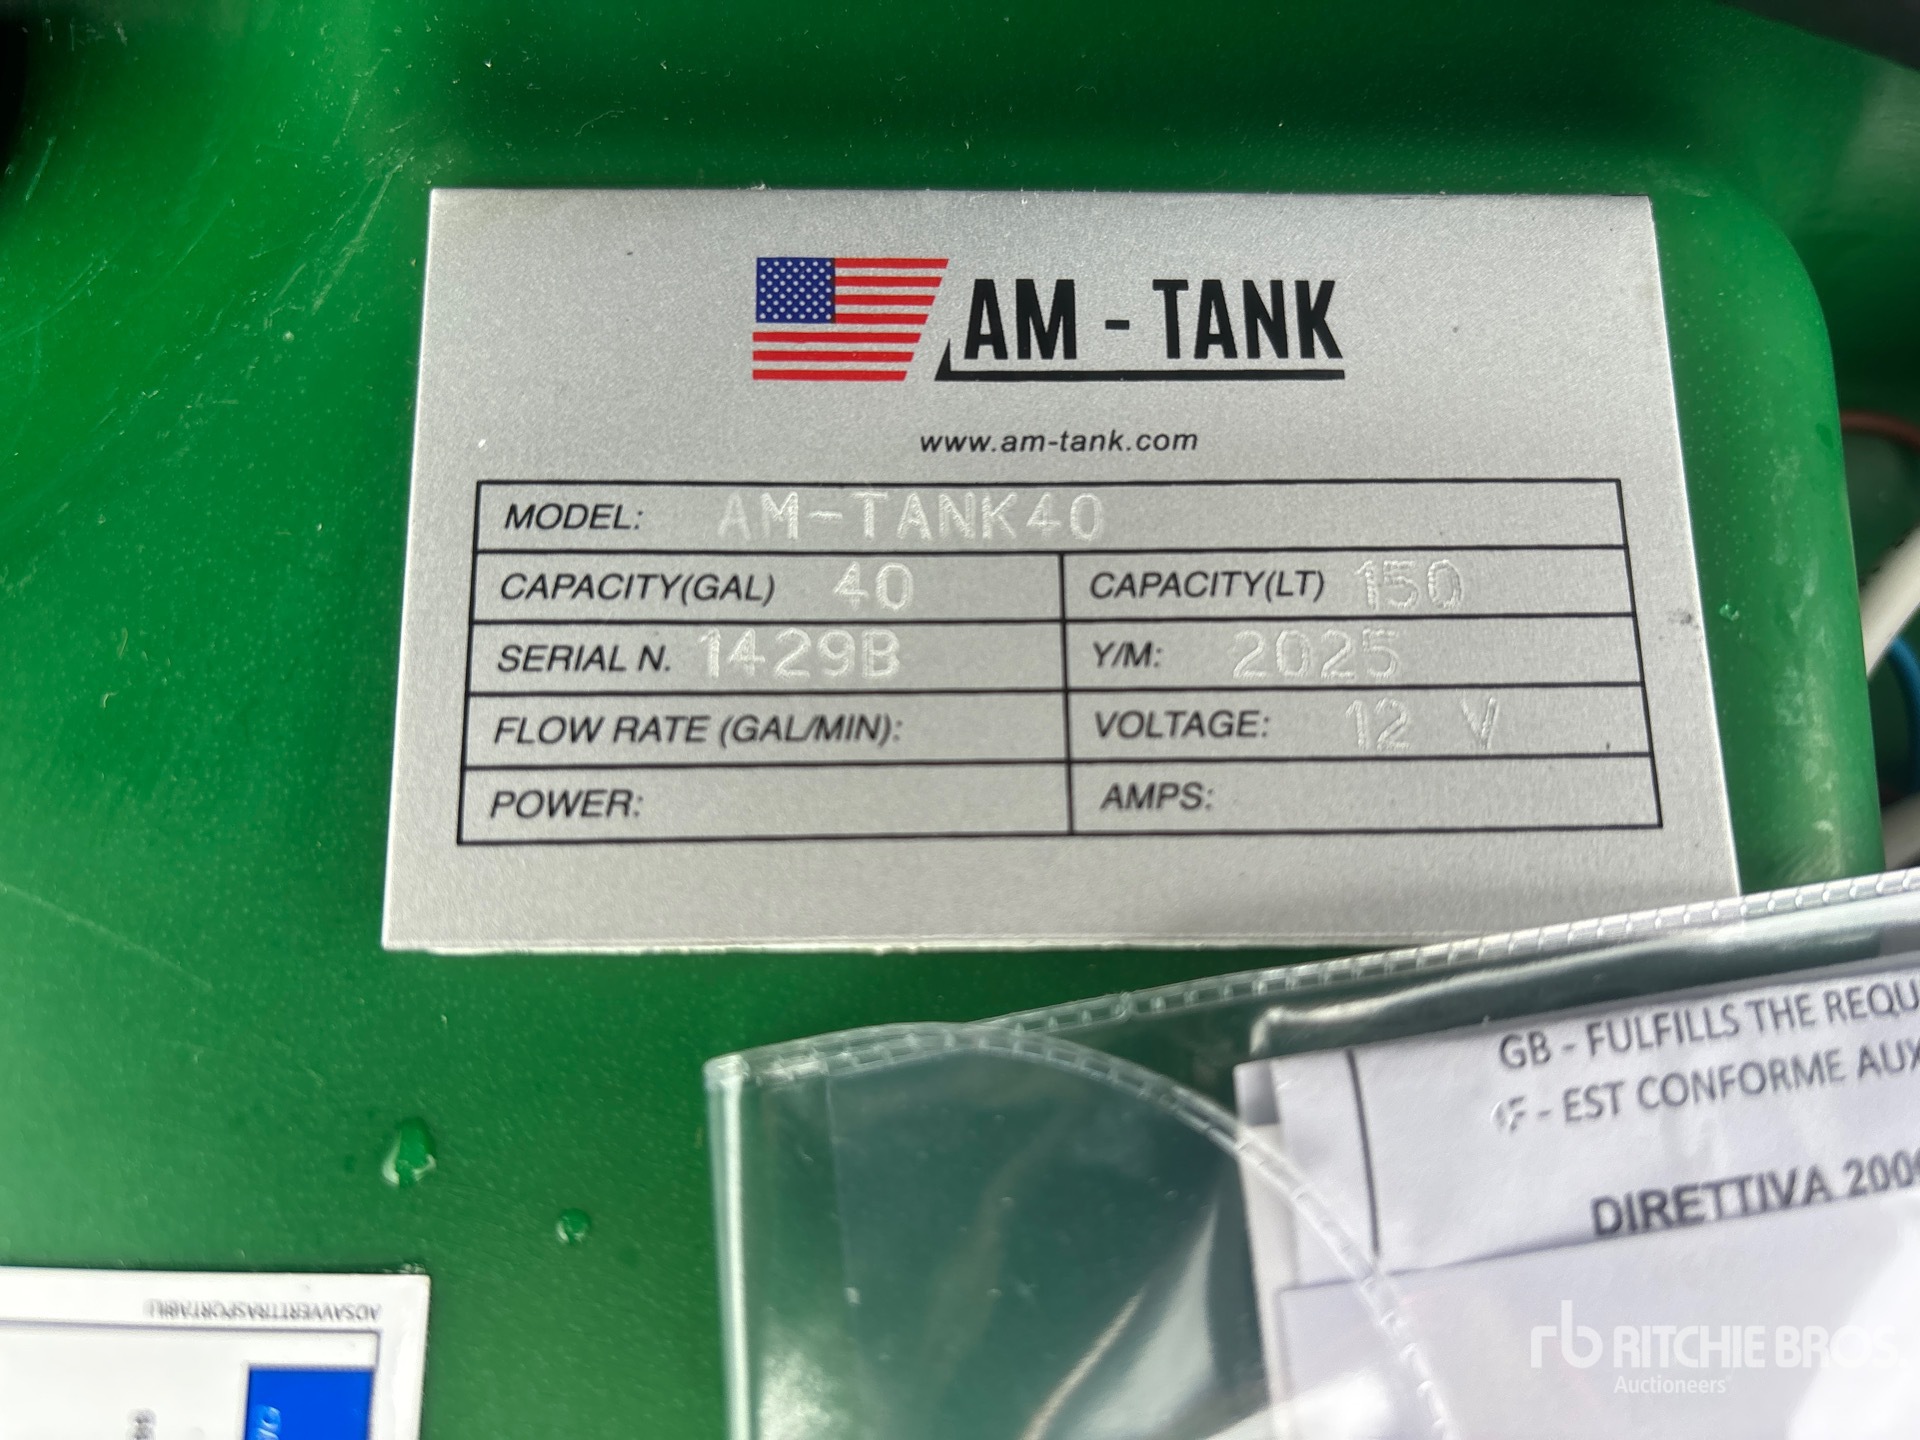 AM - TANK
www.am-tank.com
MODEL: AM-TANK40
CAPACITY(GAL) 40 CAPACITY(LT) 150
SERIAL N. 1429B Y/M: 2025
FLOW RATE (GAL/MIN): VOLTAGE: 12 V
POWER: AMPS:
GB - FULFILLS THE REQU
F - EST CONFORME AUX
DIRETTIVA 200
ADSAVVERTTRASPORTABILI
rb RITCHIE BROS.
Auctioneers